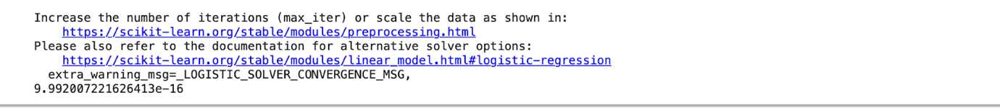 Increase the number of iterations (max_iter) or scale the data as shown in:
https://scikit-learn.org/stable/modules/preprocessing.html
Please also refer to the documentation for alternative solver options:
https://scikit-learn.org/stable/modules/linear_model.html#logistic-regression
extra_warning_msg=_LOGISTIC_SOLVER_CONVERGENCE_MSG,
9.992007221626413e-16